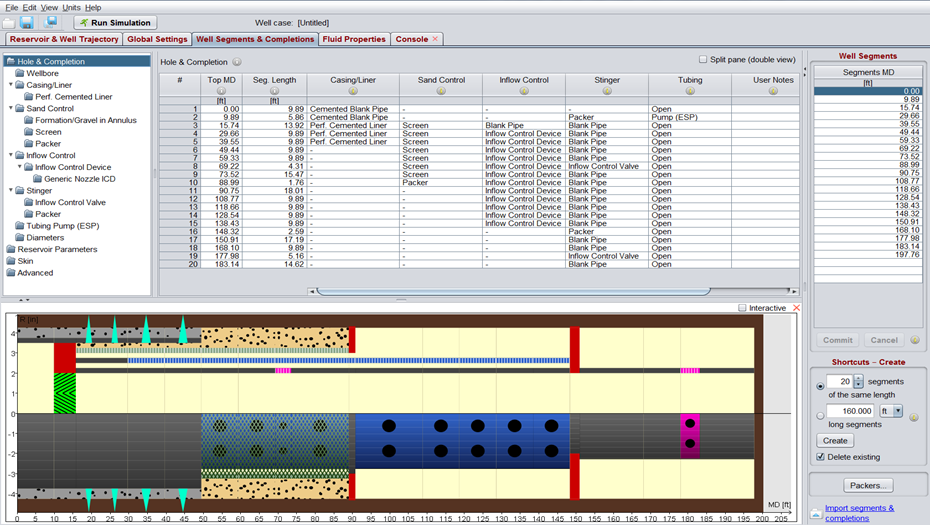 File Edit View Units Help
Run Simulation
Well case: [Untitled]
Reservoir & Well Trajectory Global Settings Well Segments & Completions Fluid Properties Console
Hole & Completion
Wellbore
Casing/Liner
Perf. Cemented Liner
Sand Control
Formation/Gravel in Annulus
Screen
Packer
Inflow Control
Inflow Control Device
Generic Nozzle ICD
Stinger
Inflow Control Valve
Packer
Tubing Pump (ESP)
Diameters
Reservoir Parameters
Skin
Advanced
Hole & Completion
Split pane (double view)
# Top MD Seg. Length Casing/Liner Sand Control Inflow Control Stinger Tubing User Notes
[ft] [ft]
1 0.00 9.89 Cemented Blank Pipe - - - Open
2 9.89 5.86 Cemented Blank Pipe - - Packer Pump (ESP)
3 15.74 13.92 Perf. Cemented Liner Screen Blank Pipe Blank Pipe Open
4 29.66 9.89 Perf. Cemented Liner Screen Inflow Control Device Blank Pipe Open
5 39.55 9.89 Perf. Cemented Liner Screen Inflow Control Device Blank Pipe Open
6 49.44 9.89 - Screen Inflow Control Device Blank Pipe Open
7 59.33 9.89 - Screen Inflow Control Device Blank Pipe Open
8 69.22 4.31 - Screen Inflow Control Device Inflow Control Valve Open
9 73.52 15.47 - Screen Inflow Control Device Blank Pipe Open
10 88.99 1.76 - Packer Inflow Control Device Blank Pipe Open
11 90.75 18.01 - - Inflow Control Device Blank Pipe Open
12 108.77 9.89 - - Inflow Control Device Blank Pipe Open
13 118.66 9.89 - - Inflow Control Device Blank Pipe Open
14 128.54 9.89 - - Inflow Control Device Blank Pipe Open
15 138.43 9.89 - - Inflow Control Device Blank Pipe Open
16 148.32 2.59 - - - Packer Open
17 150.91 17.19 - - - Blank Pipe Open
18 168.10 9.89 - - - Blank Pipe Open
19 177.98 5.16 - - - Inflow Control Valve Open
20 183.14 14.62 - - - Blank Pipe Open
Well Segments
Segments MD
[ft]
0.00
9.89
15.74
29.66
39.55
49.44
59.33
69.22
73.52
88.99
90.75
108.77
118.66
128.54
138.43
148.32
150.91
168.10
177.98
183.14
197.76
Commit Cancel
Shortcuts – Create
20 segments
of the same length
160.000 ft
long segments
Create
Delete existing
Packers...
Import segments &
completions
Interactive
R [in]
4
3
2
1
0
-1
-2
-3
-4
MD [ft]
0 5 10 15 20 25 30 35 40 45 50 55 60 65 70 75 80 85 90 95 100 105 110 115 120 125 130 135 140 145 150 155 160 165 170 175 180 185 190 195 200 205